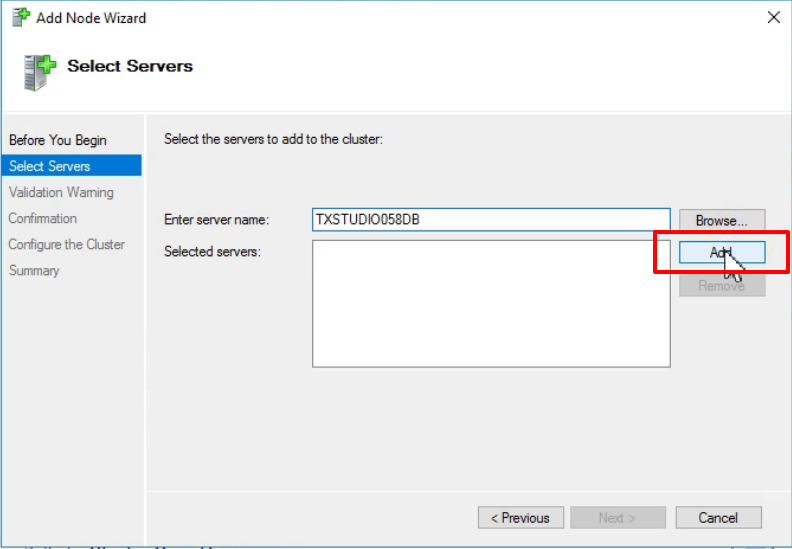 Add Node Wizard
Select Servers
Before You Begin
Select Servers
Validation Warning
Confirmation
Configure the Cluster
Summary
Select the servers to add to the cluster:
Enter server name:
TXSTUDIO058DB
Browse...
Selected servers:
Add
Remove
< Previous
Next >
Cancel